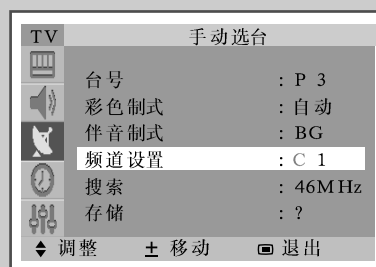 TV 手动选台
台号 : P 3
彩色制式 : 自动
伴音制式 : BG
频道设置 : C 1
搜索 : 46MHz
存储 : ?
调整 ± 移动 退出